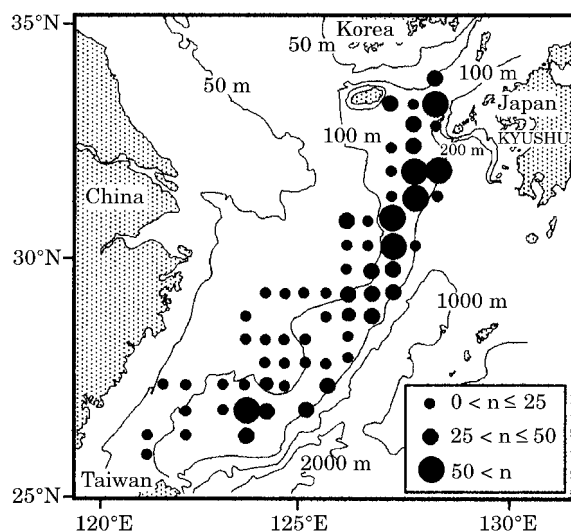 35°N
Korea
50 m
50 m
100 m
Japan
KYUSHU
100 m
200 m
China
30°N
1000 m
0 < n ≤ 25
25 < n ≤ 50
50 < n
2000 m
Taiwan
25°N
120°E
125°E
130°E